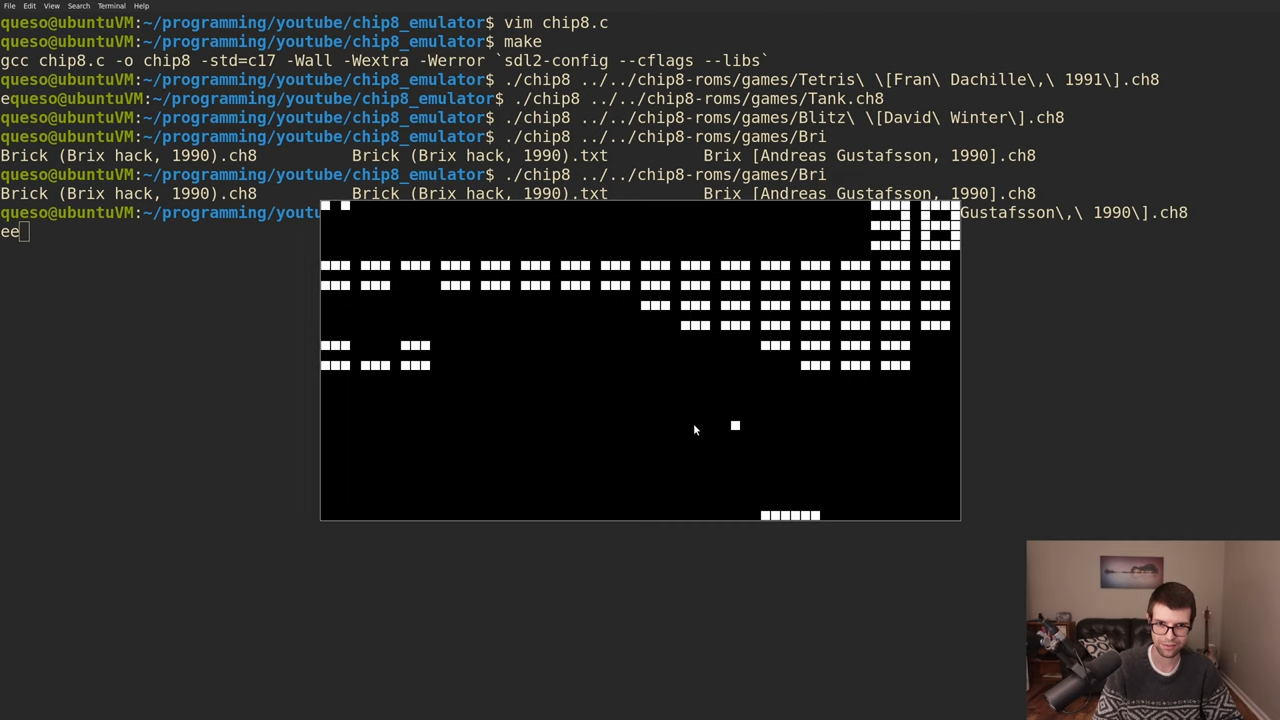 File Edit View Search Terminal Help
queso@ubuntuVM:~/programming/youtube/chip8_emulator$ vim chip8.c
queso@ubuntuVM:~/programming/youtube/chip8_emulator$ make
gcc chip8.c -o chip8 -std=c17 -Wall -Wextra -Werror `sdl2-config --cflags --libs`
queso@ubuntuVM:~/programming/youtube/chip8_emulator$ ./chip8 ../../chip8-roms/games/Tetris\ \[Fran\ Dachille\,\ 1991\].ch8
equeso@ubuntuVM:~/programming/youtube/chip8_emulator$ ./chip8 ../../chip8-roms/games/Tank.ch8
queso@ubuntuVM:~/programming/youtube/chip8_emulator$ ./chip8 ../../chip8-roms/games/Blitz\ \[David\ Winter\].ch8
queso@ubuntuVM:~/programming/youtube/chip8_emulator$ ./chip8 ../../chip8-roms/games/Bri
Brick (Brix hack, 1990).ch8 Brick (Brix hack, 1990).txt Brix [Andreas Gustafsson, 1990].ch8
queso@ubuntuVM:~/programming/youtube/chip8_emulator$ ./chip8 ../../chip8-roms/games/Bri
Brick (Brix hack, 1990).ch8 Brick (Brix hack, 1990).txt Brix [Andreas Gustafsson, 1990].ch8
queso@ubuntuVM:~/programming/youtu Gustafsson\,\ 1990\].ch8
ee
38